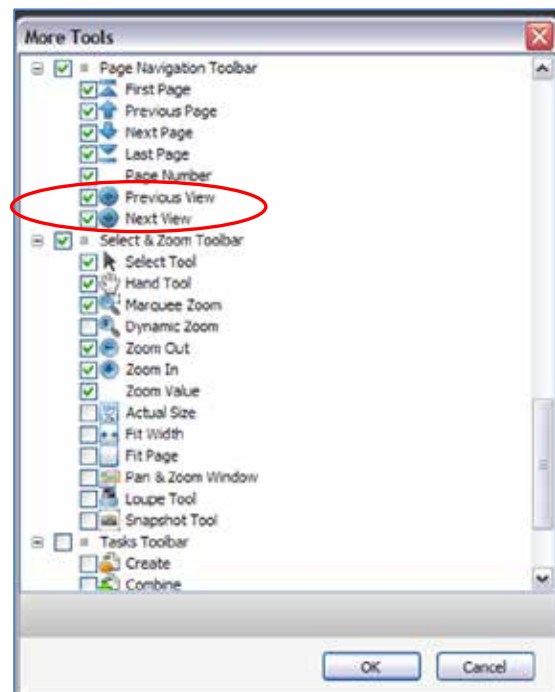 More Tools
Page Navigation Toolbar
First Page
Previous Page
Next Page
Last Page
Page Number
Previous View
Next View
Select & Zoom Toolbar
Select Tool
Hand Tool
Marquee Zoom
Dynamic Zoom
Zoom Out
Zoom In
Zoom Value
Actual Size
Fit Width
Fit Page
Pan & Zoom Window
Loupe Tool
Snapshot Tool
Tasks Toolbar
Create
Combine
OK Cancel